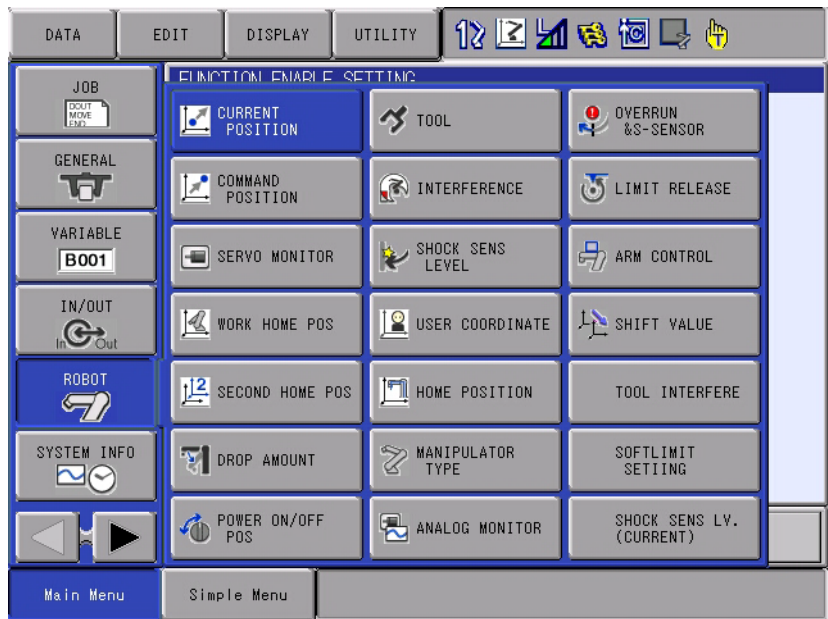 DATA
EDIT
DISPLAY
UTILITY
FUNCTION ENABLE SETTING
JOB
DOUT
MOVE
END
GENERAL
VARIABLE
B001
IN/OUT
In Out
ROBOT
SYSTEM INFO
CURRENT
POSITION
TOOL
OVERRUN
&S-SENSOR
COMMAND
POSITION
INTERFERENCE
LIMIT RELEASE
SERVO MONITOR
SHOCK SENS
LEVEL
ARM CONTROL
WORK HOME POS
USER COORDINATE
SHIFT VALUE
2
SECOND HOME POS
HOME POSITION
TOOL INTERFERE
DROP AMOUNT
MANIPULATOR
TYPE
SOFTLIMIT
SETIING
POWER ON/OFF
POS
ANALOG MONITOR
SHOCK SENS LV.
(CURRENT)
Main Menu
Simple Menu